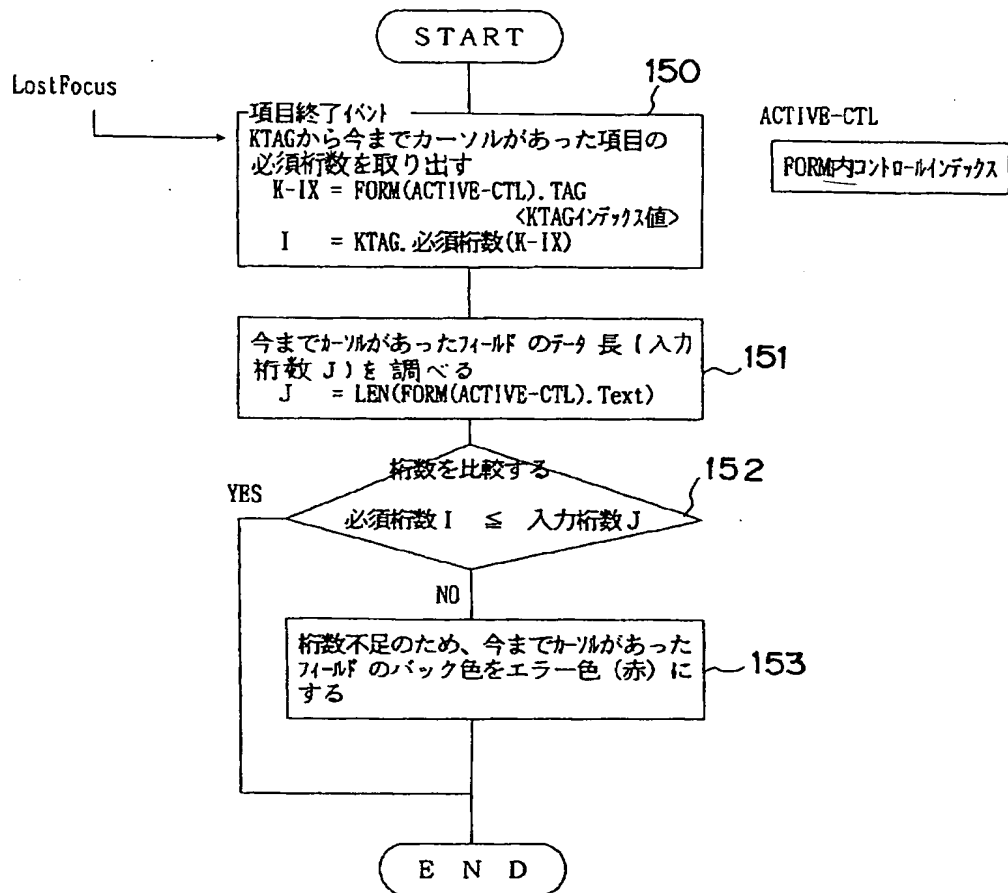 START
LostFocus
150
項目終了イベント
KTAGから今までカーソルがあった項目の
必須桁数を取り出す
K-IX = FORM(ACTIVE-CTL).TAG
<KTAGインデックス値>
I = KTAG.必須桁数(K-IX)
ACTIVE-CTL
FORM内コントロールインデックス
今までカーソルがあったフィールドのデータ長(入力
桁数J)を調べる
J = LEN(FORM(ACTIVE-CTL).Text)
151
桁数を比較する
152
YES
必須桁数I ≦ 入力桁数J
NO
桁数不足のため、今までカーソルがあった
フィールドのバック色をエラー色(赤)に
する
153
END